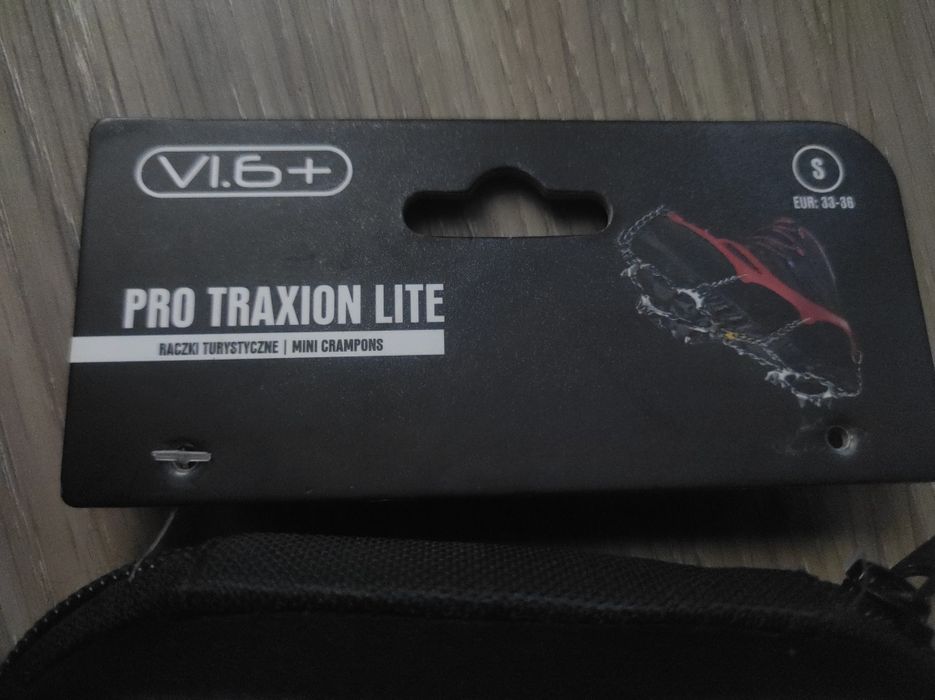 VI.6+
S
EUR: 33-36
PRO TRAXION LITE
RACZKI TURYSTYCZNE | MINI CRAMPONS